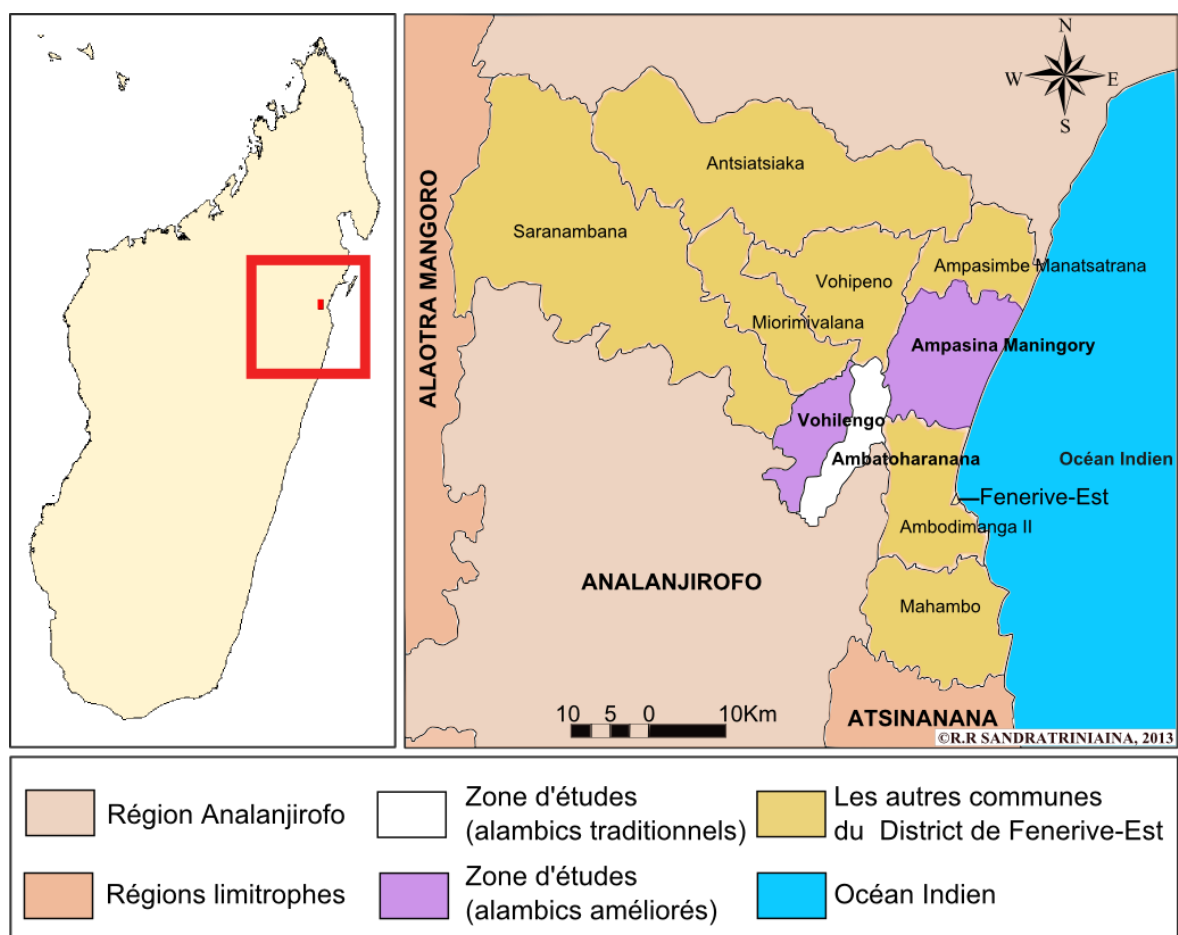 N
W
E
S
ALAOTRA MANGORO
Antsiatsiaka
Saranambana
Vohipeno
Ampasimbe Manatsatrana
Miorimivalana
Ampasina Maningory
Vohilengo
Ambatoharanana
Océan Indien
Fenerive-Est
Ambodimanga II
ANALANJIROFO
Mahambo
10 5 0 10Km
ATSINANANA
©R.R SANDRATRINIAINA, 2013
Région Analanjirofo
Zone d'études
(alambics traditionnels)
Les autres communes
du District de Fenerive-Est
Régions limitrophes
Zone d'études
(alambics améliorés)
Océan Indien